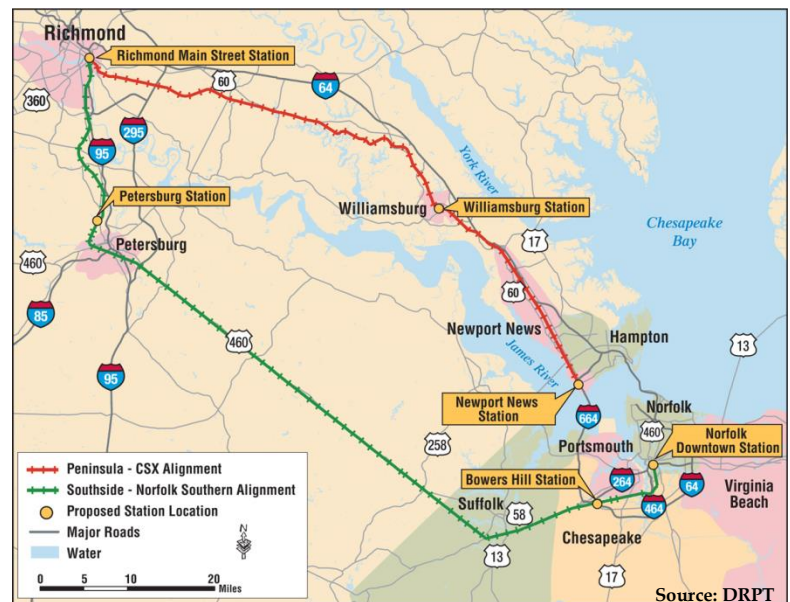 Richmond
Richmond Main Street Station
60
64
360
295
95
York River
Petersburg Station
Williamsburg
Williamsburg Station
Chesapeake
Bay
17
Petersburg
460
60
85
Newport News
Hampton
13
460
James River
95
Newport News
Station
664
Norfolk
460
Norfolk
Downtown Station
258
Portsmouth
Peninsula - CSX Alignment
Southside - Norfolk Southern Alignment
Proposed Station Location
Major Roads
Water
N
0 5 10 20
Miles
Bowers Hill Station
264
64
Virginia
Beach
Suffolk
58
464
Chesapeake
13
17
Source: DRPT